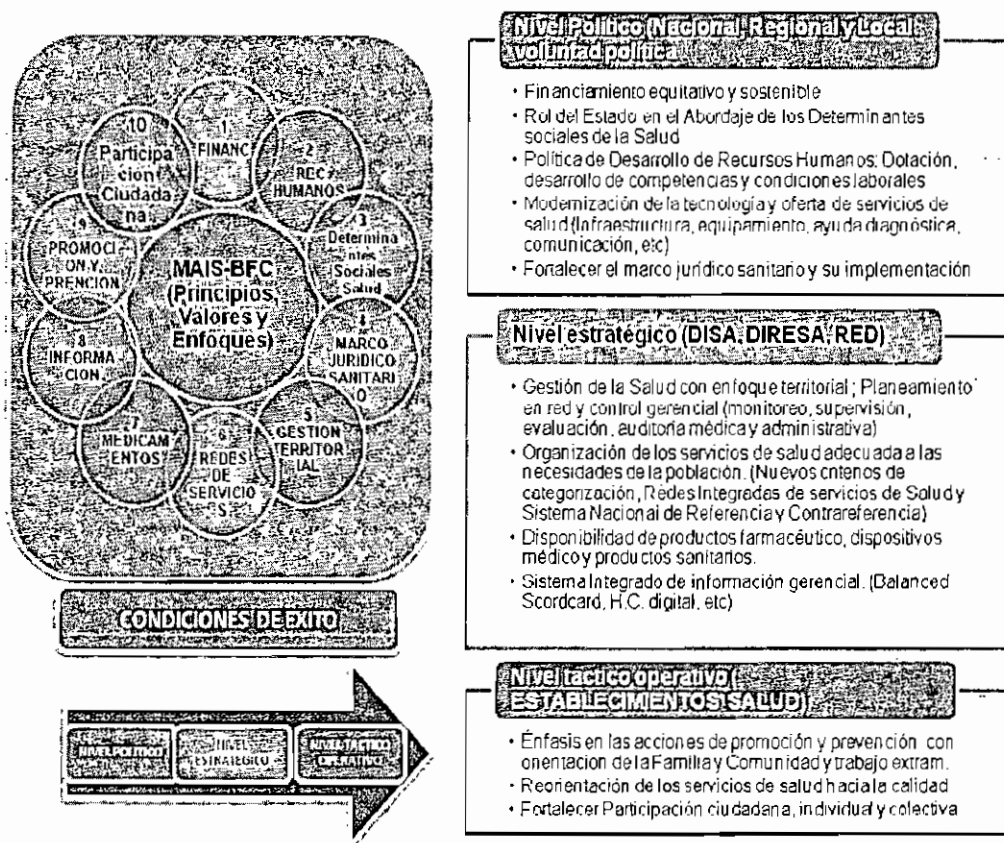 10
Participa
ción
Ciudada
na
1
FINANC
2
REC
HUMANOS
3
Determina
ntes
Sociales
Salud
4
MARCO
JURIDICO
SANITARI
O
5
GESTION
TERRITOR
IAL
6
REDES
DE
SERVICIO
S
7
MEDICAM
ENTOS
8
INFORMA
CION
9
PROMOCI
ON Y
PRENCION
MAIS-BFC
(Principios,
Valores y
Enfoques)
CONDICIONES DE EXITO
NIVEL POLITICO
NIVEL
ESTRATÉGICO
NIVEL TACTICO
OPERATIVO
Nivel Político (Nacional, Regional y Local:
voluntad política
• Financiamiento equitativo y sostenible
• Rol del Estado en el Abordaje de los Determinantes
sociales de la Salud
• Política de Desarrollo de Recursos Humanos: Dotación,
desarrollo de competencias y condiciones laborales
• Modernización de la tecnología y oferta de servicios de
salud (Infraestructura, equipamiento, ayuda diagnóstica,
comunicación, etc)
• Fortalecer el marco jurídico sanitario y su implementación
Nivel estratégico (DISA, DIRESA, RED)
• Gestión de la Salud con enfoque territorial; Planeamiento
en red y control gerencial (monitoreo, supervisión,
evaluación, auditoría médica y administrativa)
• Organización de los servicios de salud adecuada a las
necesidades de la población. (Nuevos criterios de
categorización, Redes Integradas de servicios de Salud y
Sistema Nacional de Referencia y Contrareferencia)
• Disponibilidad de productos farmacéutico, dispositivos
médico y productos sanitarios.
• Sistema Integrado de información gerencial. (Balanced
Scordcard, H.C. digital, etc)
Nivel tactico operativo (
ESTABLECIMIENTOS SALUD)
• Énfasis en las acciones de promoción y prevención con
orientación de la Familia y Comunidad y trabajo extram.
• Reorientación de los servicios de salud hacia la calidad
• Fortalecer Participación ciudadana, individual y colectiva